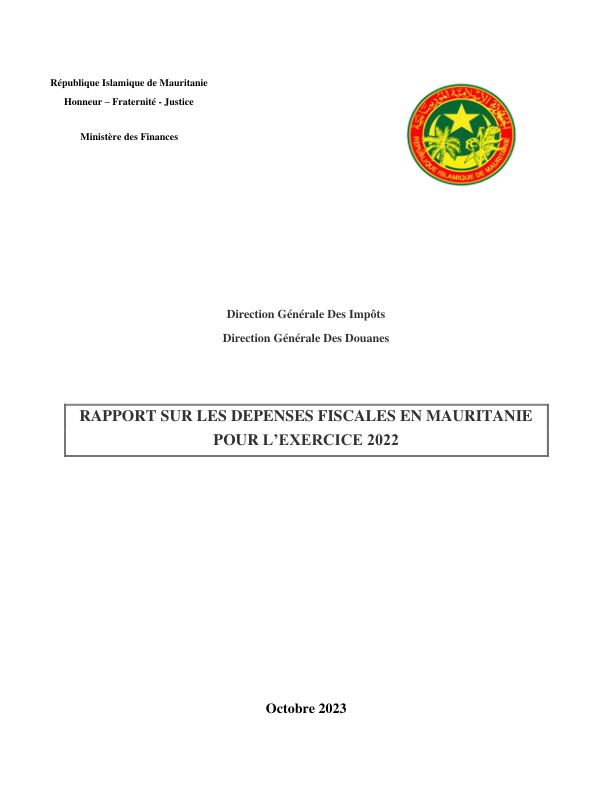 République Islamique de Mauritanie
Honneur – Fraternité - Justice
Ministère des Finances
الجمهورية الإسلامية الموريتانية
REPUBLIQUE ISLAMIQUE DE MAURITANIE
Direction Générale Des Impôts
Direction Générale Des Douanes
RAPPORT SUR LES DEPENSES FISCALES EN MAURITANIE
POUR L’EXERCICE 2022
Octobre 2023